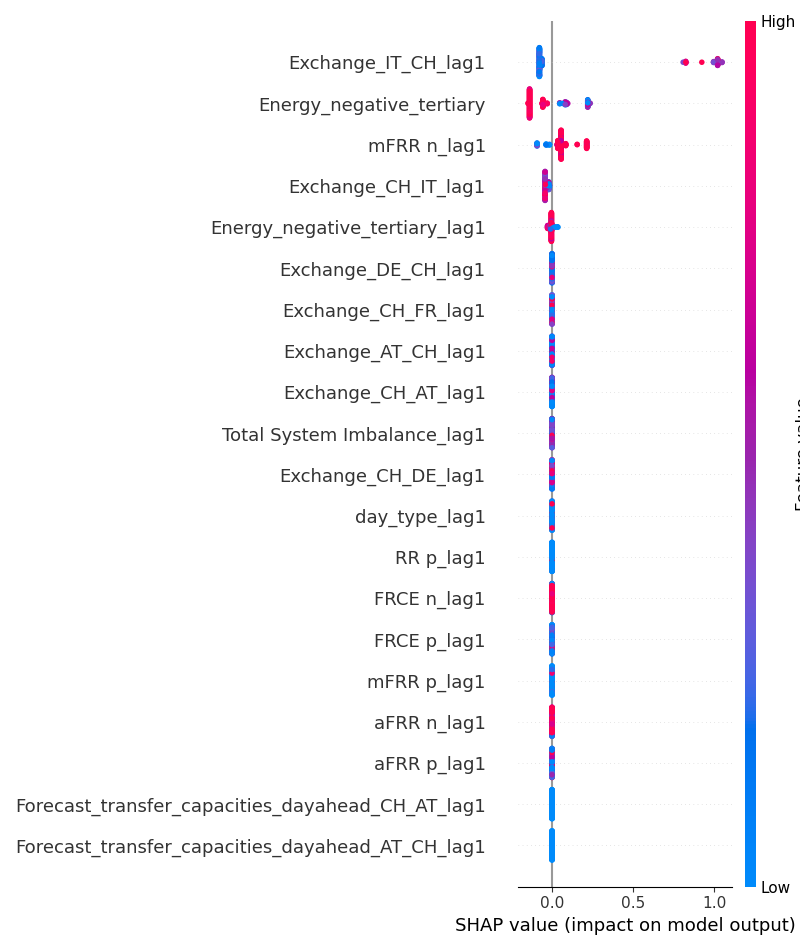 High
Exchange_IT_CH_lag1
Energy_negative_tertiary
mFRR n_lag1
Exchange_CH_IT_lag1
Energy_negative_tertiary_lag1
Exchange_DE_CH_lag1
Exchange_CH_FR_lag1
Exchange_AT_CH_lag1
Exchange_CH_AT_lag1
Total System Imbalance_lag1
Exchange_CH_DE_lag1
day_type_lag1
RR p_lag1
FRCE n_lag1
FRCE p_lag1
mFRR p_lag1
aFRR n_lag1
aFRR p_lag1
Forecast_transfer_capacities_dayahead_CH_AT_lag1
Forecast_transfer_capacities_dayahead_AT_CH_lag1
Low
0.0 0.5 1.0
SHAP value (impact on model output)
Feature value